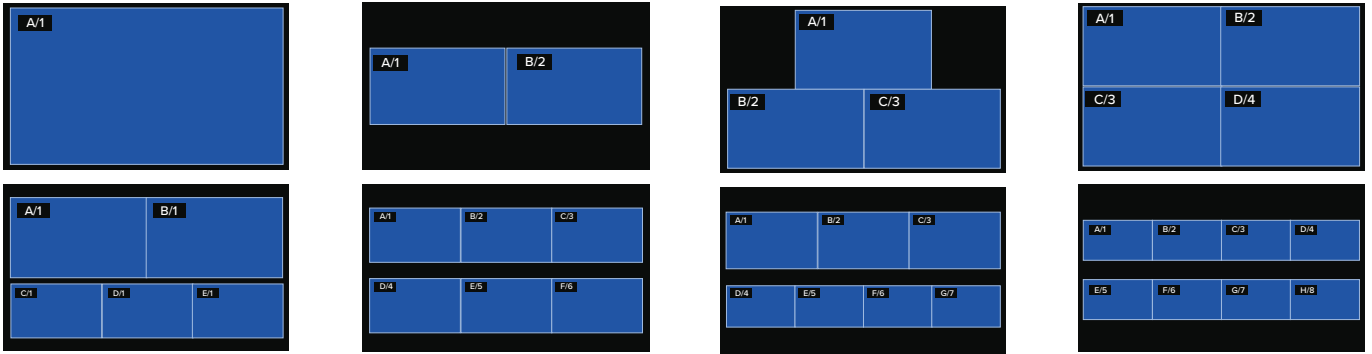 A/1
A/1 B/2
A/1
B/2 C/3
A/1 B/2
C/3 D/4
A/1 B/1
C/1 D/1 E/1
A/1 B/2 C/3
D/4 E/5 F/6
A/1 B/2 C/3
D/4 E/5 F/6 G/7
A/1 B/2 C/3 D/4
E/5 F/6 G/7 H/8